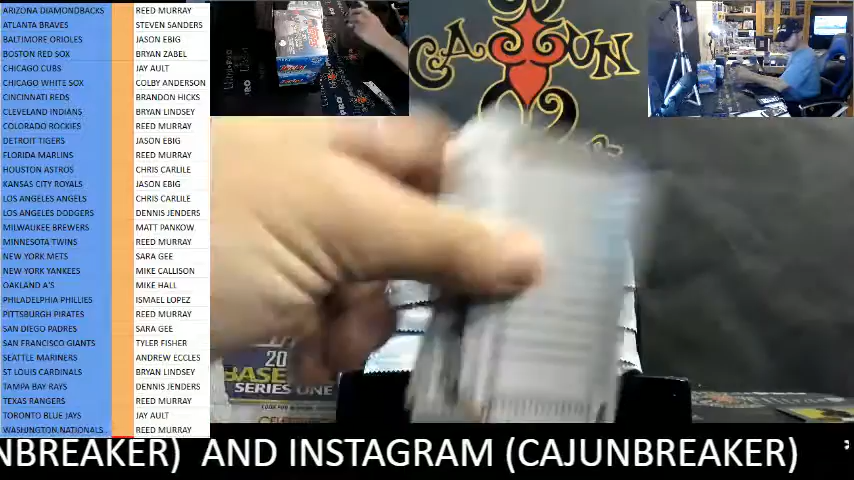 ARIZONA DIAMONDBACKS REED MURRAY
ATLANTA BRAVES STEVEN SANDERS
BALTIMORE ORIOLES JASON EBIG
BOSTON RED SOX BRYAN ZABEL
CHICAGO CUBS JAY AULT
CHICAGO WHITE SOX COLBY ANDERSON
CINCINNATI REDS BRANDON HICKS
CLEVELAND INDIANS BRYAN LINDSEY
COLORADO ROCKIES REED MURRAY
DETROIT TIGERS JASON EBIG
FLORIDA MARLINS REED MURRAY
HOUSTON ASTROS CHRIS CARLILE
KANSAS CITY ROYALS JASON EBIG
LOS ANGELES ANGELS CHRIS CARLILE
LOS ANGELES DODGERS DENNIS JENDERS
MILWAUKEE BREWERS MATT PANKOW
MINNESOTA TWINS REED MURRAY
NEW YORK METS SARA GEE
NEW YORK YANKEES MIKE CALLISON
OAKLAND A'S MIKE HALL
PHILADELPHIA PHILLIES ISMAEL LOPEZ
PITTSBURGH PIRATES REED MURRAY
SAN DIEGO PADRES SARA GEE
SAN FRANCISCO GIANTS TYLER FISHER
SEATTLE MARINERS ANDREW ECCLES
ST LOUIS CARDINALS BRYAN LINDSEY
TAMPA BAY RAYS DENNIS JENDERS
TEXAS RANGERS REED MURRAY
TORONTO BLUE JAYS JAY AULT
WASHINGTON NATIONALS REED MURRAY
CAJUN
20
BASE
SERIES ONE
NBREAKER) AND INSTAGRAM (CAJUNBREAKER)